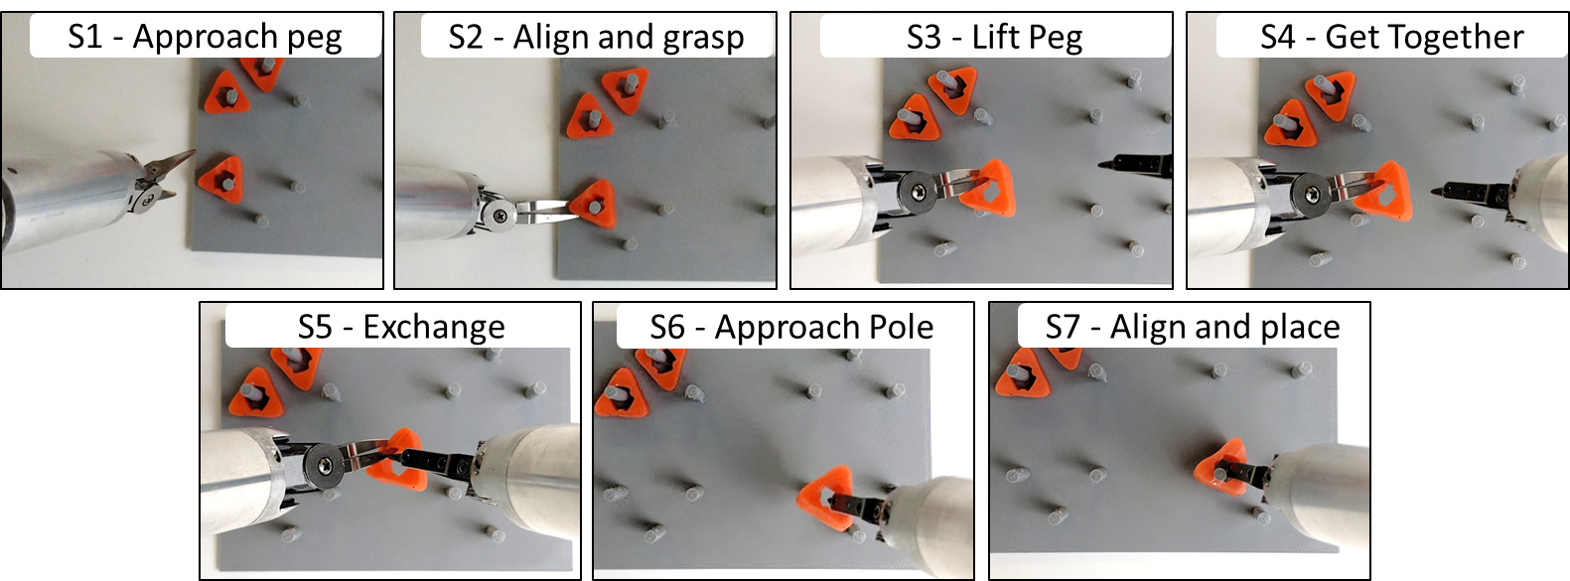 S1 - Approach peg
S2 - Align and grasp
S3 - Lift Peg
S4 - Get Together
S5 - Exchange
S6 - Approach Pole
S7 - Align and place